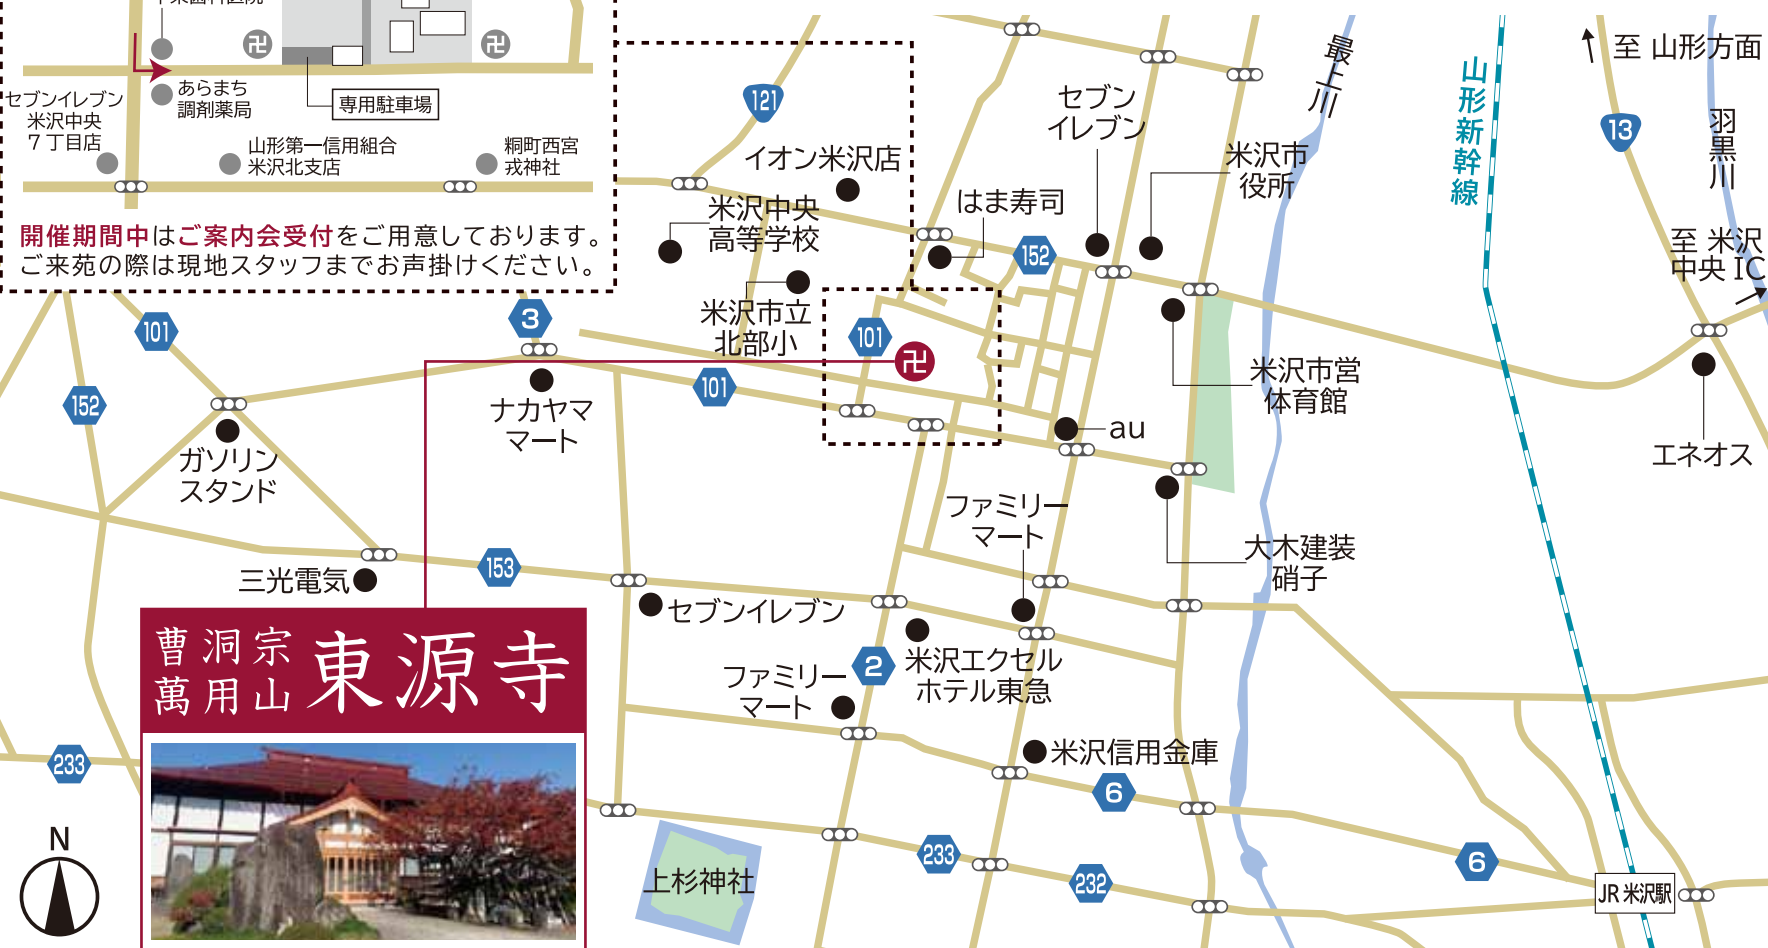 あらまち
調剤薬局
専用駐車場
セブンイレブン
米沢中央
7丁目店
山形第一信用組合
米沢北支店
粡町西宮
戎神社
開催期間中はご案内会受付をご用意しております。
ご来苑の際は現地スタッフまでお声掛けください。
121
イオン米沢店
米沢中央
高等学校
はま寿司
152
セブン
イレブン
米沢市
役所
最上川
山形新幹線
至 山形方面
13
羽黒川
至 米沢
中央 IC
米沢市立
北部小
101
3
101
101
152
ナカヤマ
マート
ガソリン
スタンド
米沢市営
体育館
au
エネオス
ファミリー
マート
大木建装
硝子
三光電気
153
セブンイレブン
2
米沢エクセル
ホテル東急
ファミリー
マート
曹洞宗
萬用山
東源寺
233
米沢信用金庫
6
233
232
6
上杉神社
JR 米沢駅
N